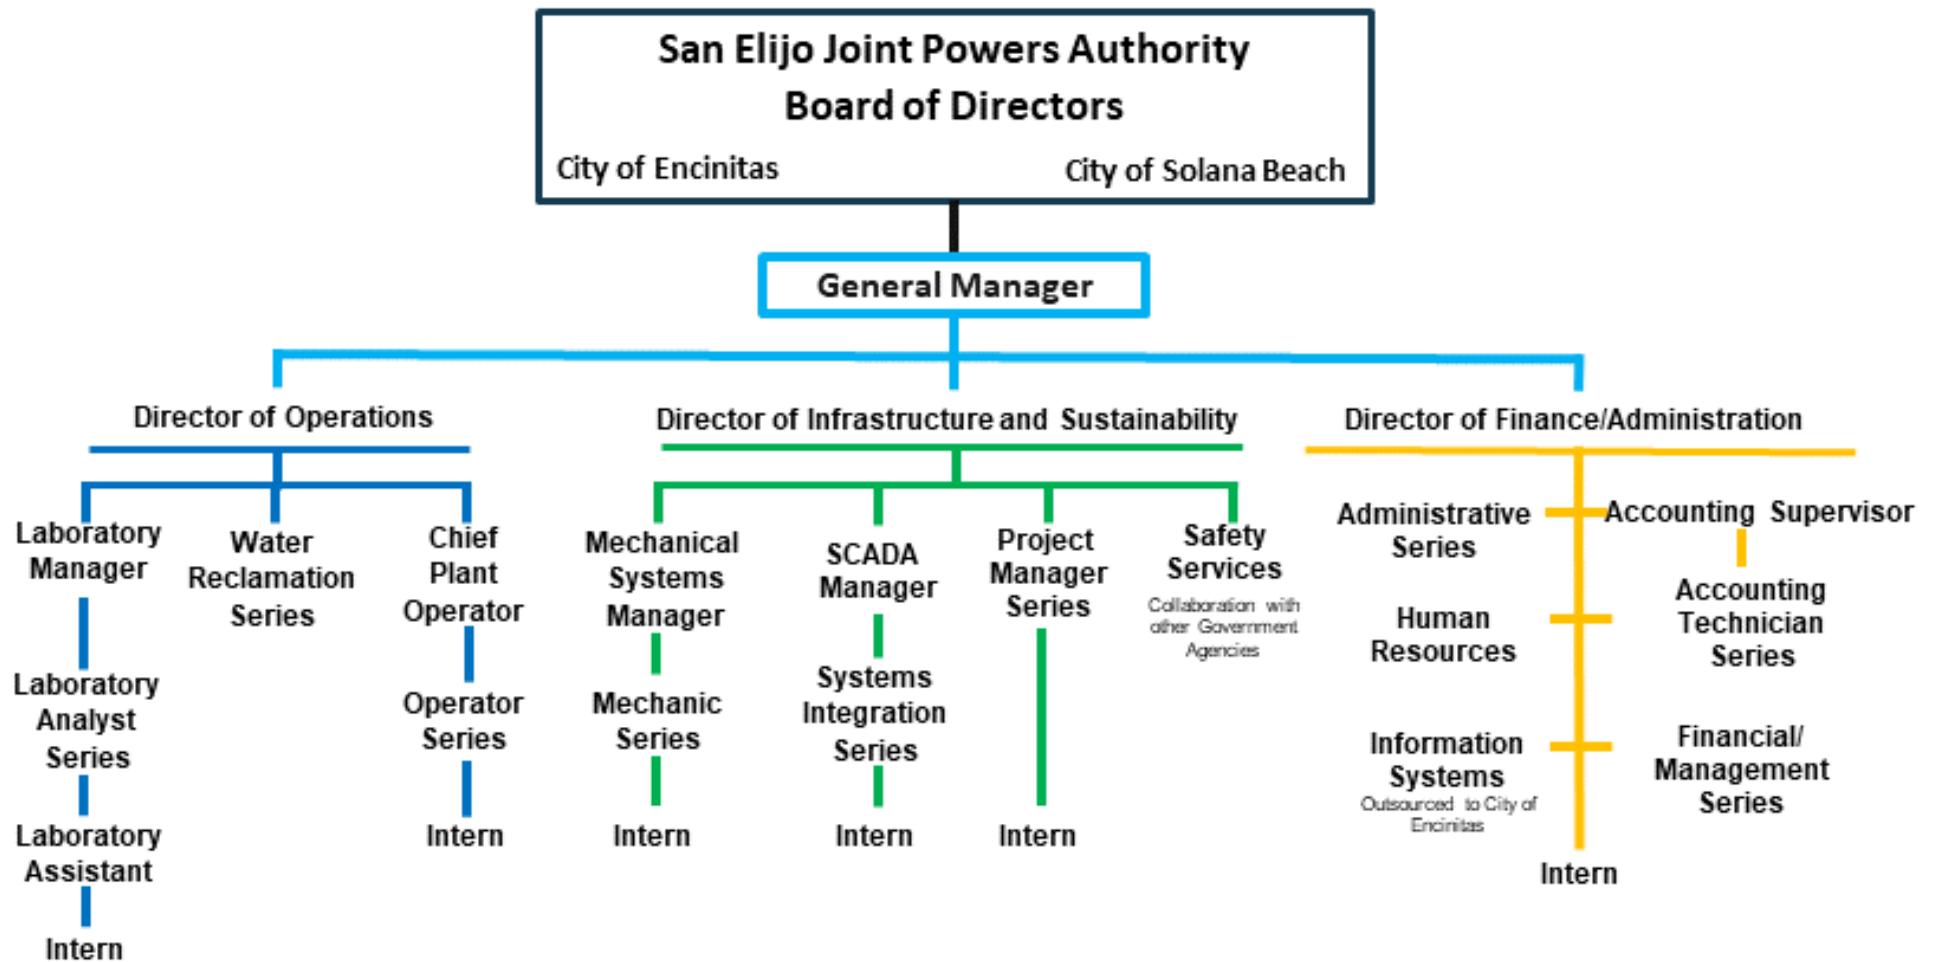 San Elijo Joint Powers Authority
Board of Directors
City of Encinitas
City of Solana Beach
General Manager
Director of Operations
Director of Infrastructure and Sustainability
Director of Finance/Administration
Laboratory
Manager
Water
Reclamation
Series
Chief
Plant
Operator
Laboratory
Analyst
Series
Operator
Series
Laboratory
Assistant
Intern
Intern
Mechanical
Systems
Manager
SCADA
Manager
Project
Manager
Series
Safety
Services
Collaboration with
other Government
Agencies
Mechanic
Series
Systems
Integration
Series
Intern
Intern
Intern
Administrative
Series
Accounting Supervisor
Human
Resources
Accounting
Technician
Series
Information
Systems
Outsourced to City of
Encinitas
Financial/
Management
Series
Intern